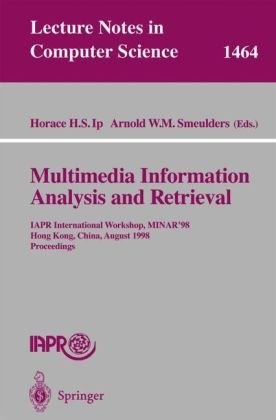 Lecture Notes in
Computer Science 1464
Horace H.S. Ip Arnold W.M. Smeulders (Eds.)
Multimedia Information
Analysis and Retrieval
IAPR International Workshop, MINAR'98
Hong Kong, China, August 1998
Proceedings
IAPR
Springer